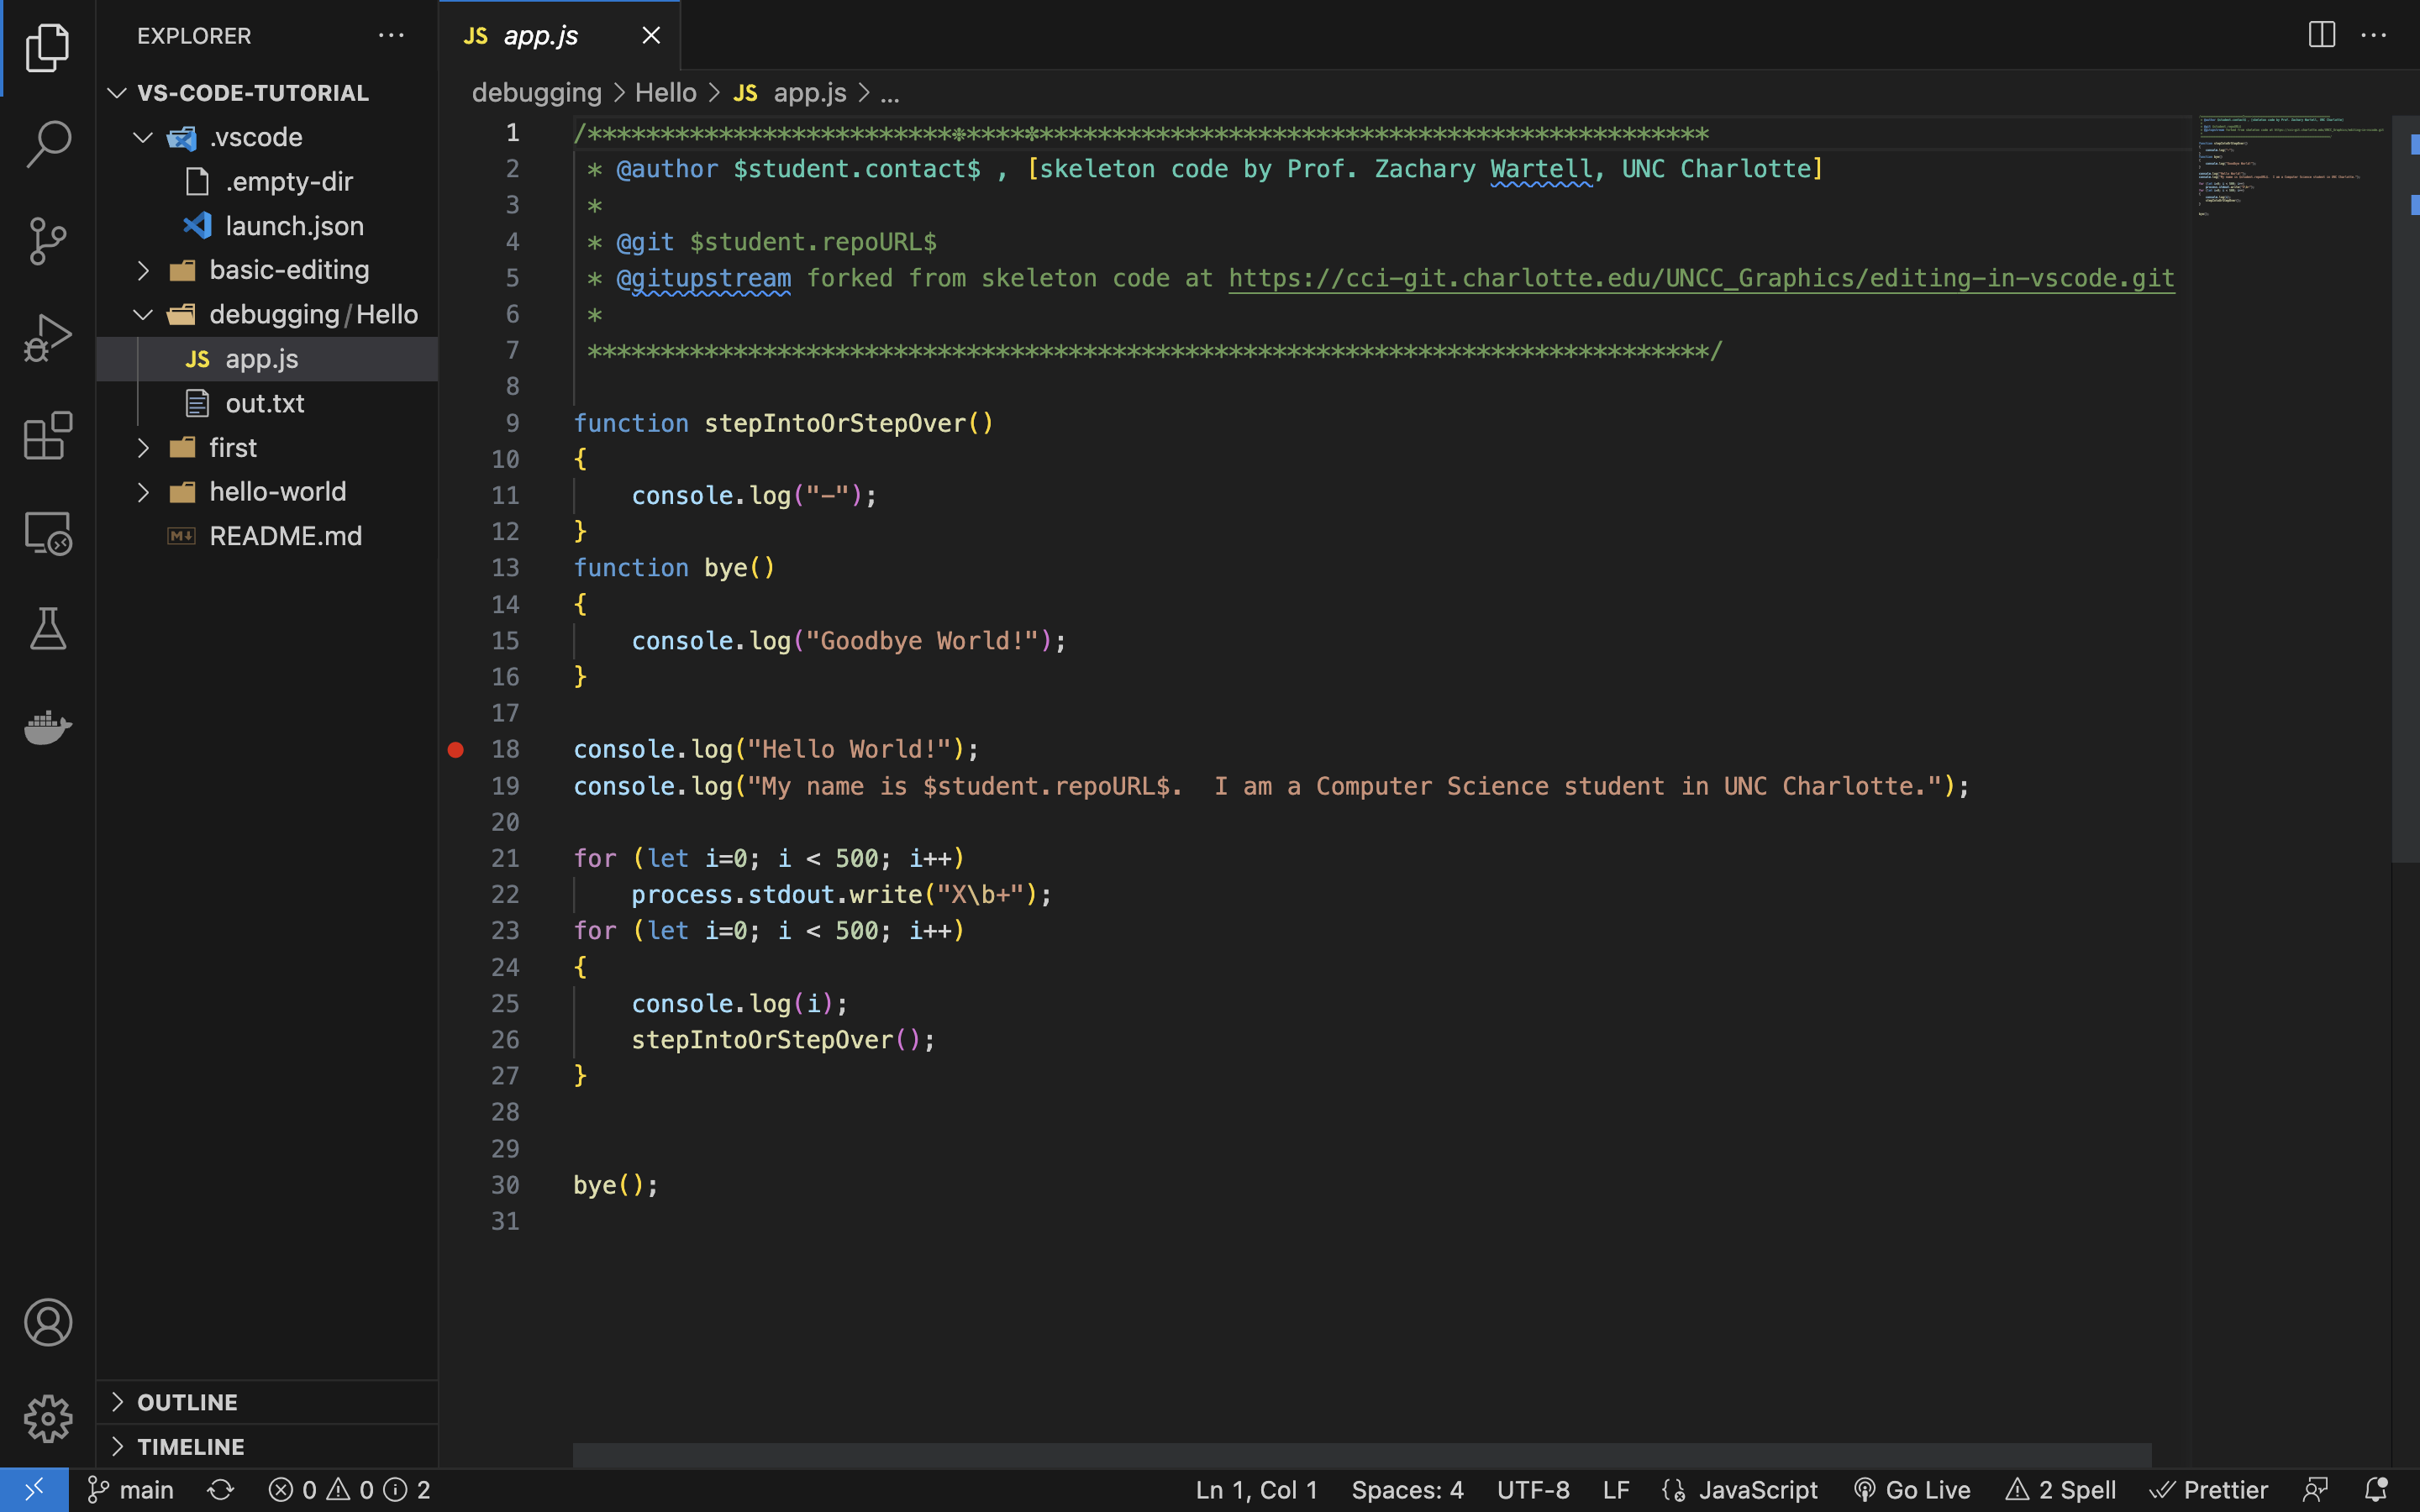 EXPLORER
VS-CODE-TUTORIAL
.vscode
.empty-dir
launch.json
basic-editing
debugging/Hello
JS app.js
out.txt
first
hello-world
README.md
OUTLINE
TIMELINE
JS app.js
debugging > Hello > JS app.js > ...
1 /*****************************************************************************
2 * @author $student.contact$ , [skeleton code by Prof. Zachary Wartell, UNC Charlotte]
3 *
4 * @git $student.repoURL$
5 * @gitupstream forked from skeleton code at https://cci-git.charlotte.edu/UNCC_Graphics/editing-in-vscode.git
6 *
7 *****************************************************************************/
8
9 function stepIntoOrStepOver()
10 {
11     console.log("-");
12 }
13 function bye()
14 {
15     console.log("Goodbye World!");
16 }
17
18 console.log("Hello World!");
19 console.log("My name is $student.repoURL$.  I am a Computer Science student in UNC Charlotte.");
20
21 for (let i=0; i < 500; i++)
22     process.stdout.write("X\b+");
23 for (let i=0; i < 500; i++)
24 {
25     console.log(i);
26     stepIntoOrStepOver();
27 }
28
29
30 bye();
31
main 0 0 2 Ln 1, Col 1 Spaces: 4 UTF-8 LF JavaScript Go Live 2 Spell Prettier